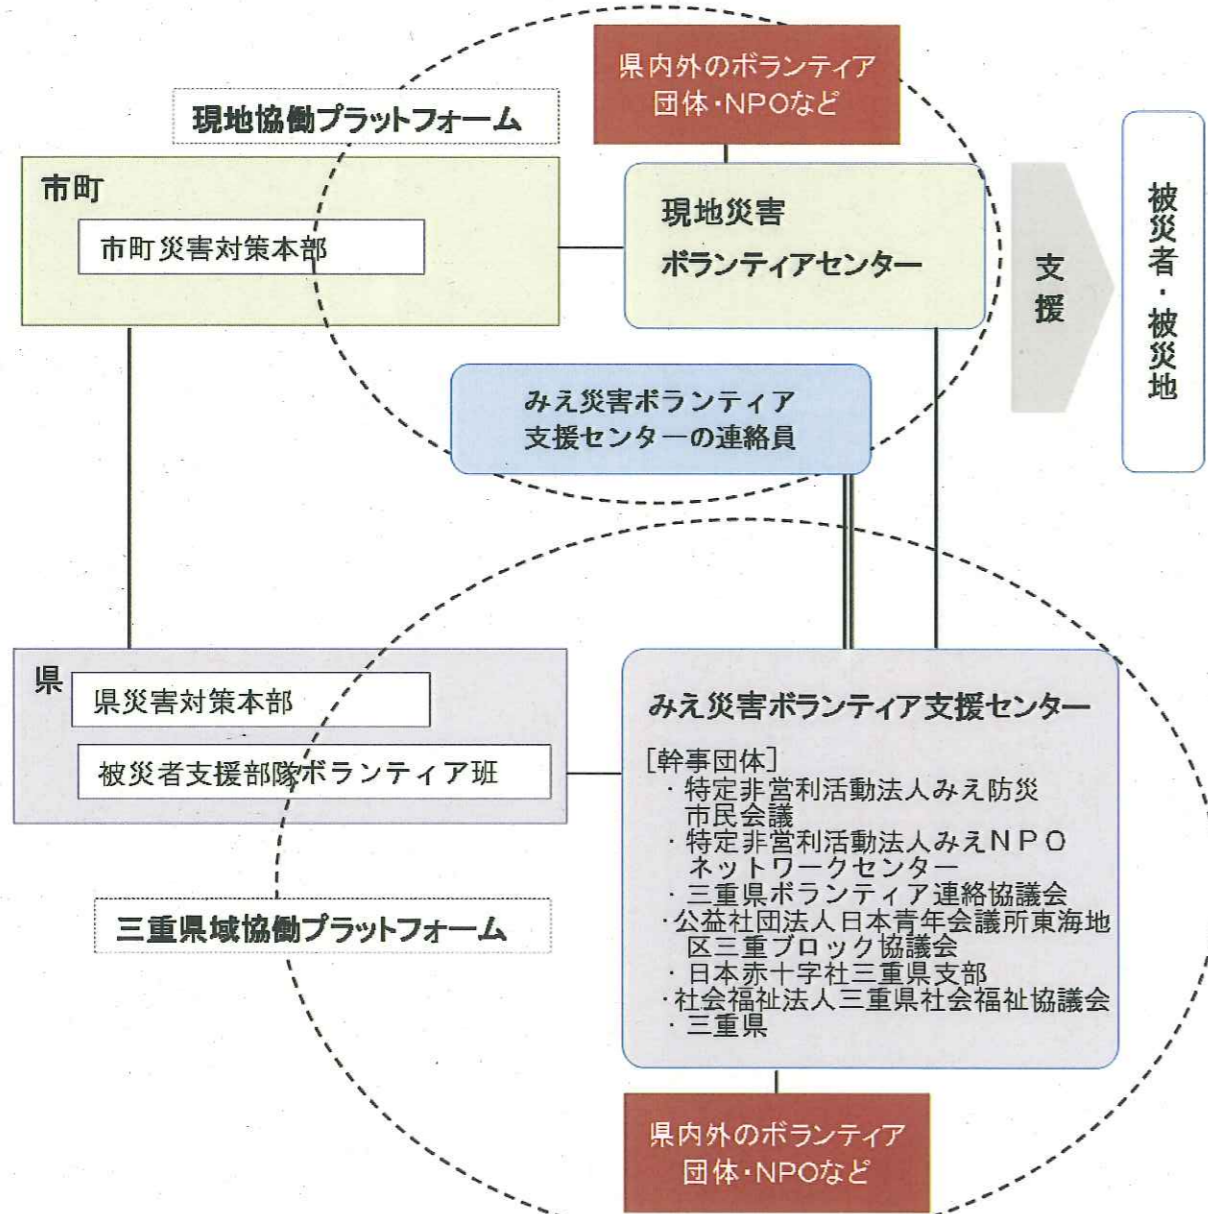 県内外のボランティア
団体・NPOなど
現地協働プラットフォーム
市町
市町災害対策本部
現地災害
ボランティアセンター
支援
被災者・被災地
みえ災害ボランティア
支援センターの連絡員
県
県災害対策本部
被災者支援部隊ボランティア班
みえ災害ボランティア支援センター
[幹事団体]
・特定非営利活動法人みえ防災
市民会議
・特定非営利活動法人みえNPO
ネットワークセンター
・三重県ボランティア連絡協議会
・公益社団法人日本青年会議所東海地
区三重ブロック協議会
・日本赤十字社三重県支部
・社会福祉法人三重県社会福祉協議会
・三重県
三重県域協働プラットフォーム
県内外のボランティア
団体・NPOなど